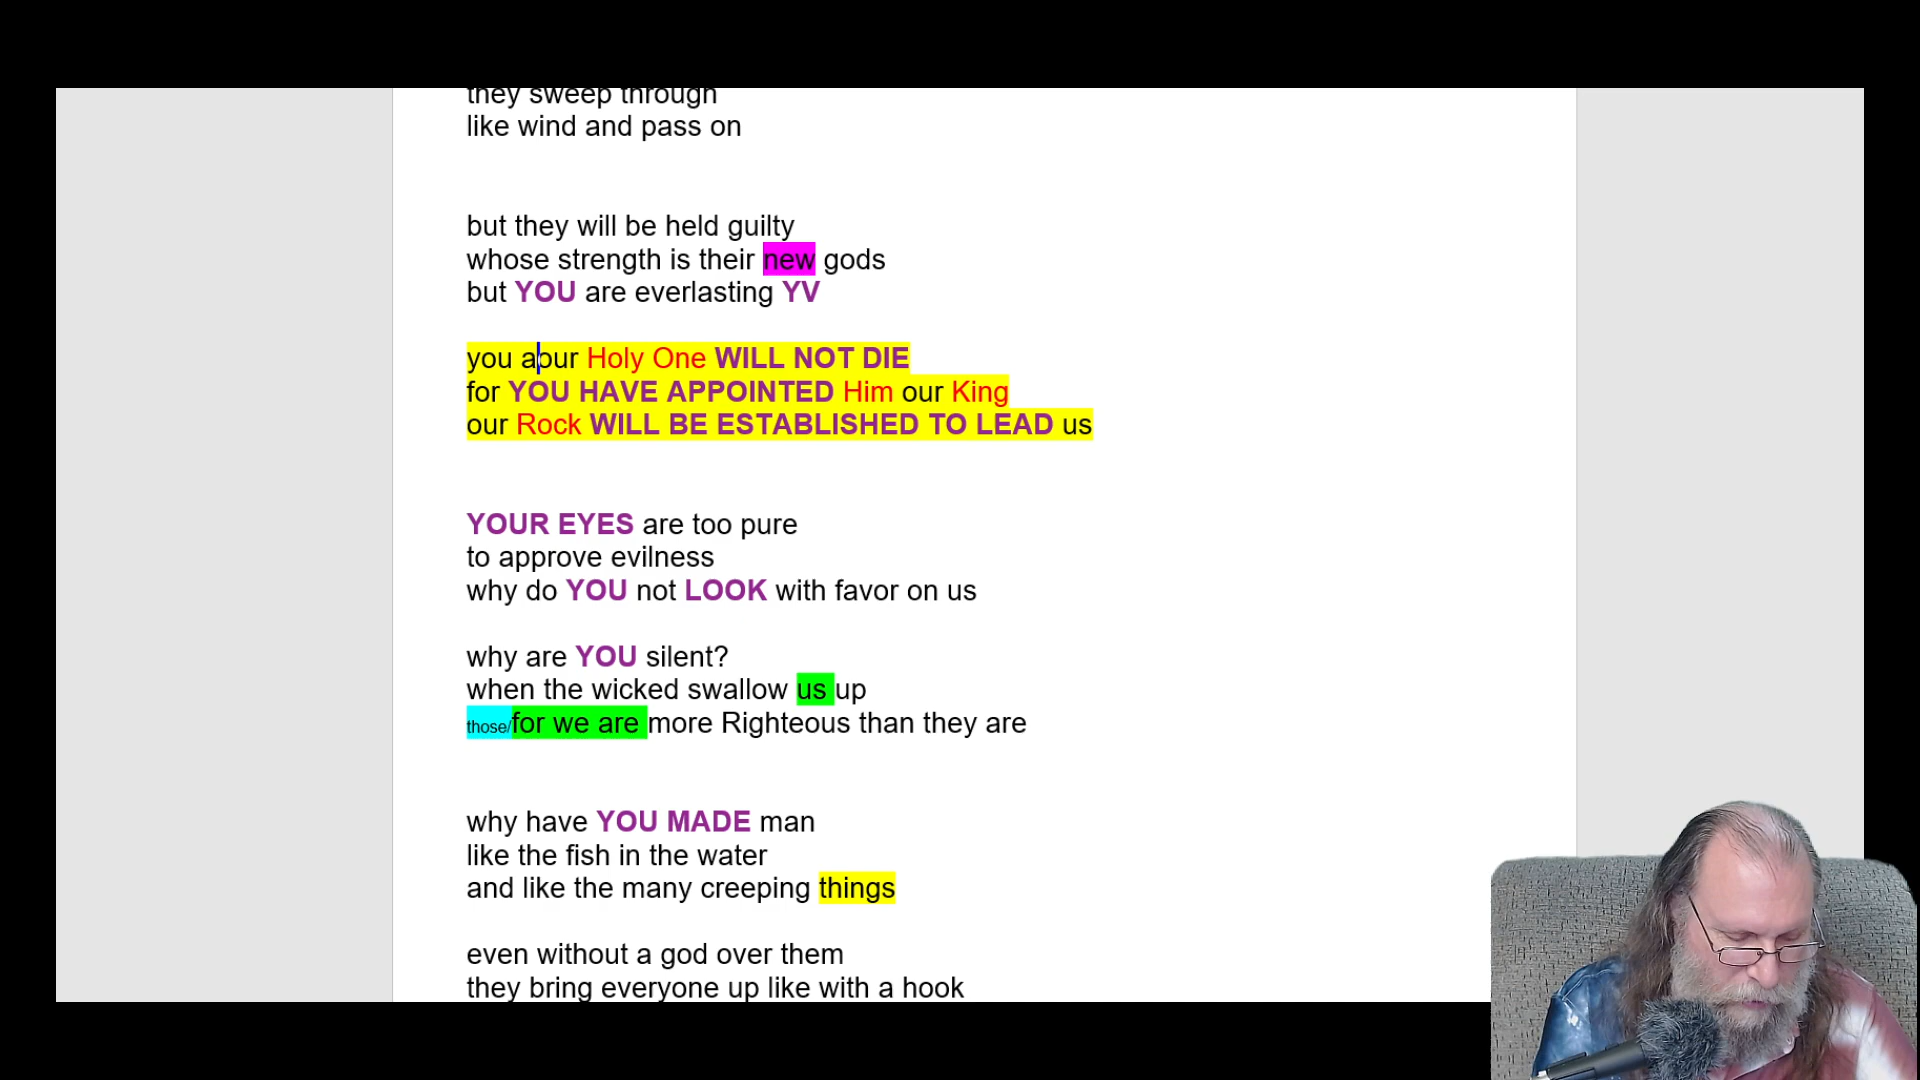 they sweep through
like wind and pass on
but they will be held guilty
whose strength is their new gods
but YOU are everlasting YV
you aour Holy One WILL NOT DIE
for YOU HAVE APPOINTED Him our King
our Rock WILL BE ESTABLISHED TO LEAD us
YOUR EYES are too pure
to approve evilness
why do YOU not LOOK with favor on us
why are YOU silent?
when the wicked swallow us up
those/for we are more Righteous than they are
why have YOU MADE man
like the fish in the water
and like the many creeping things
even without a god over them
they bring everyone up like with a hook